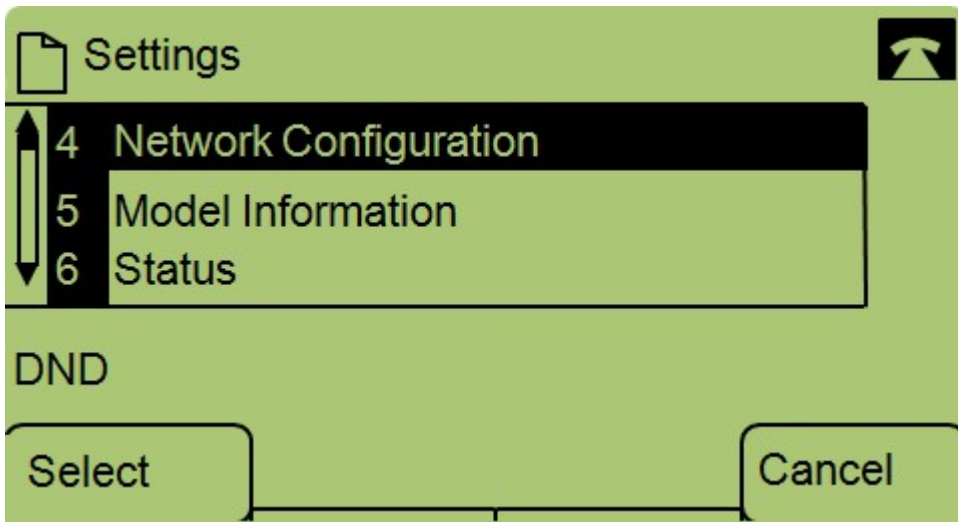 Settings
4 Network Configuration
5 Model Information
6 Status
DND
Select Cancel